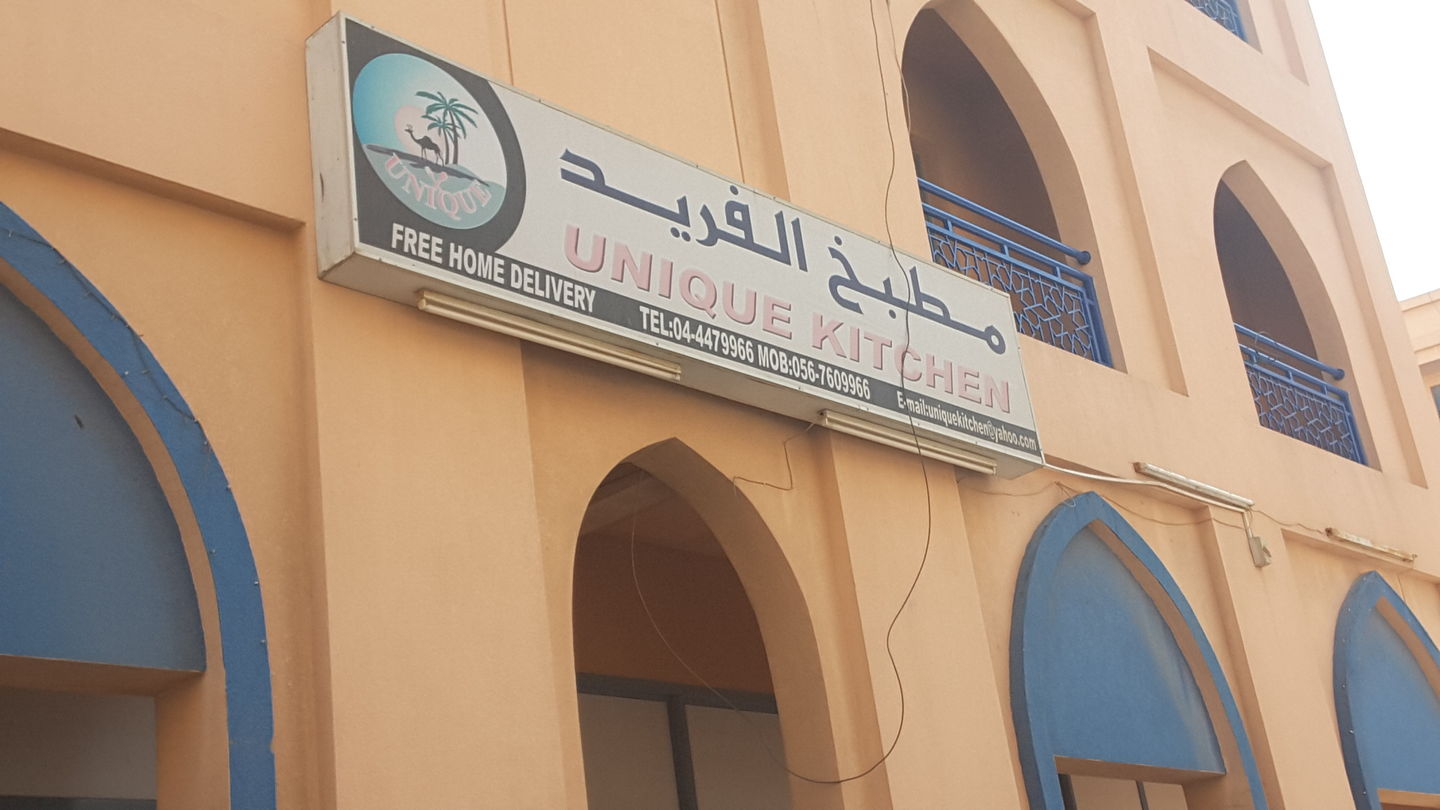 مطبخ الفريد
UNIQUE KITCHEN
UNIQUE
FREE HOME DELIVERY
TEL:04-4479966 MOB:056-7609966
E-mail:uniquekitchen@yahoo.com